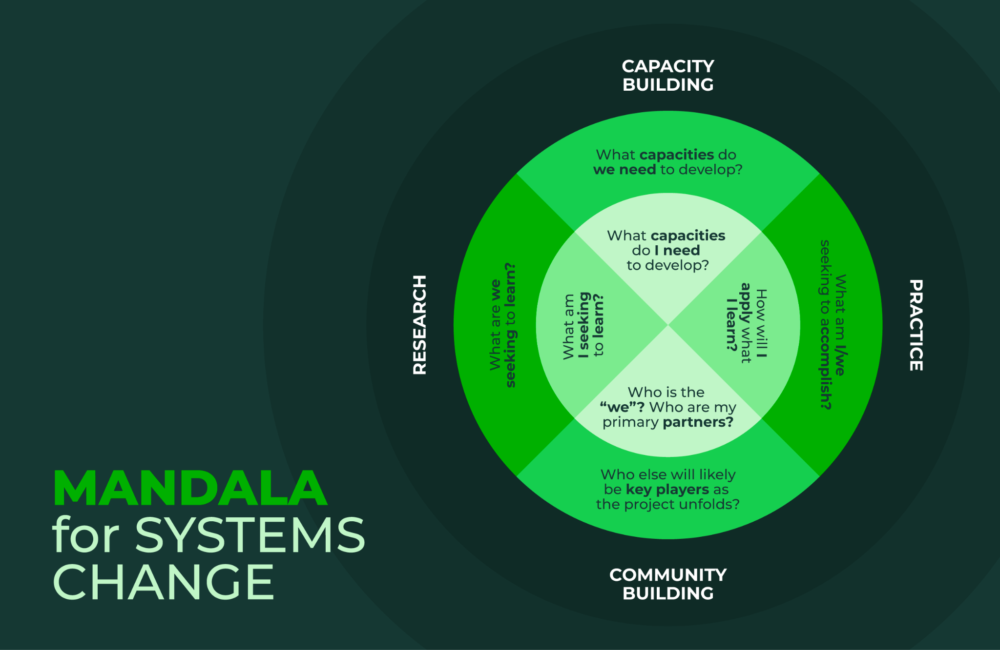 CAPACITY
BUILDING
What capacities do
we need to develop?
What capacities
do I need
to develop?
RESEARCH
What are we
seeking to learn?
What am
I seeking
to learn?
How will I
apply what
I learn?
What am I/we
seeking to accomplish?
PRACTICE
Who is the
“we”? Who are my
primary partners?
Who else will likely
be key players as
the project unfolds?
COMMUNITY
BUILDING
MANDALA
for SYSTEMS
CHANGE